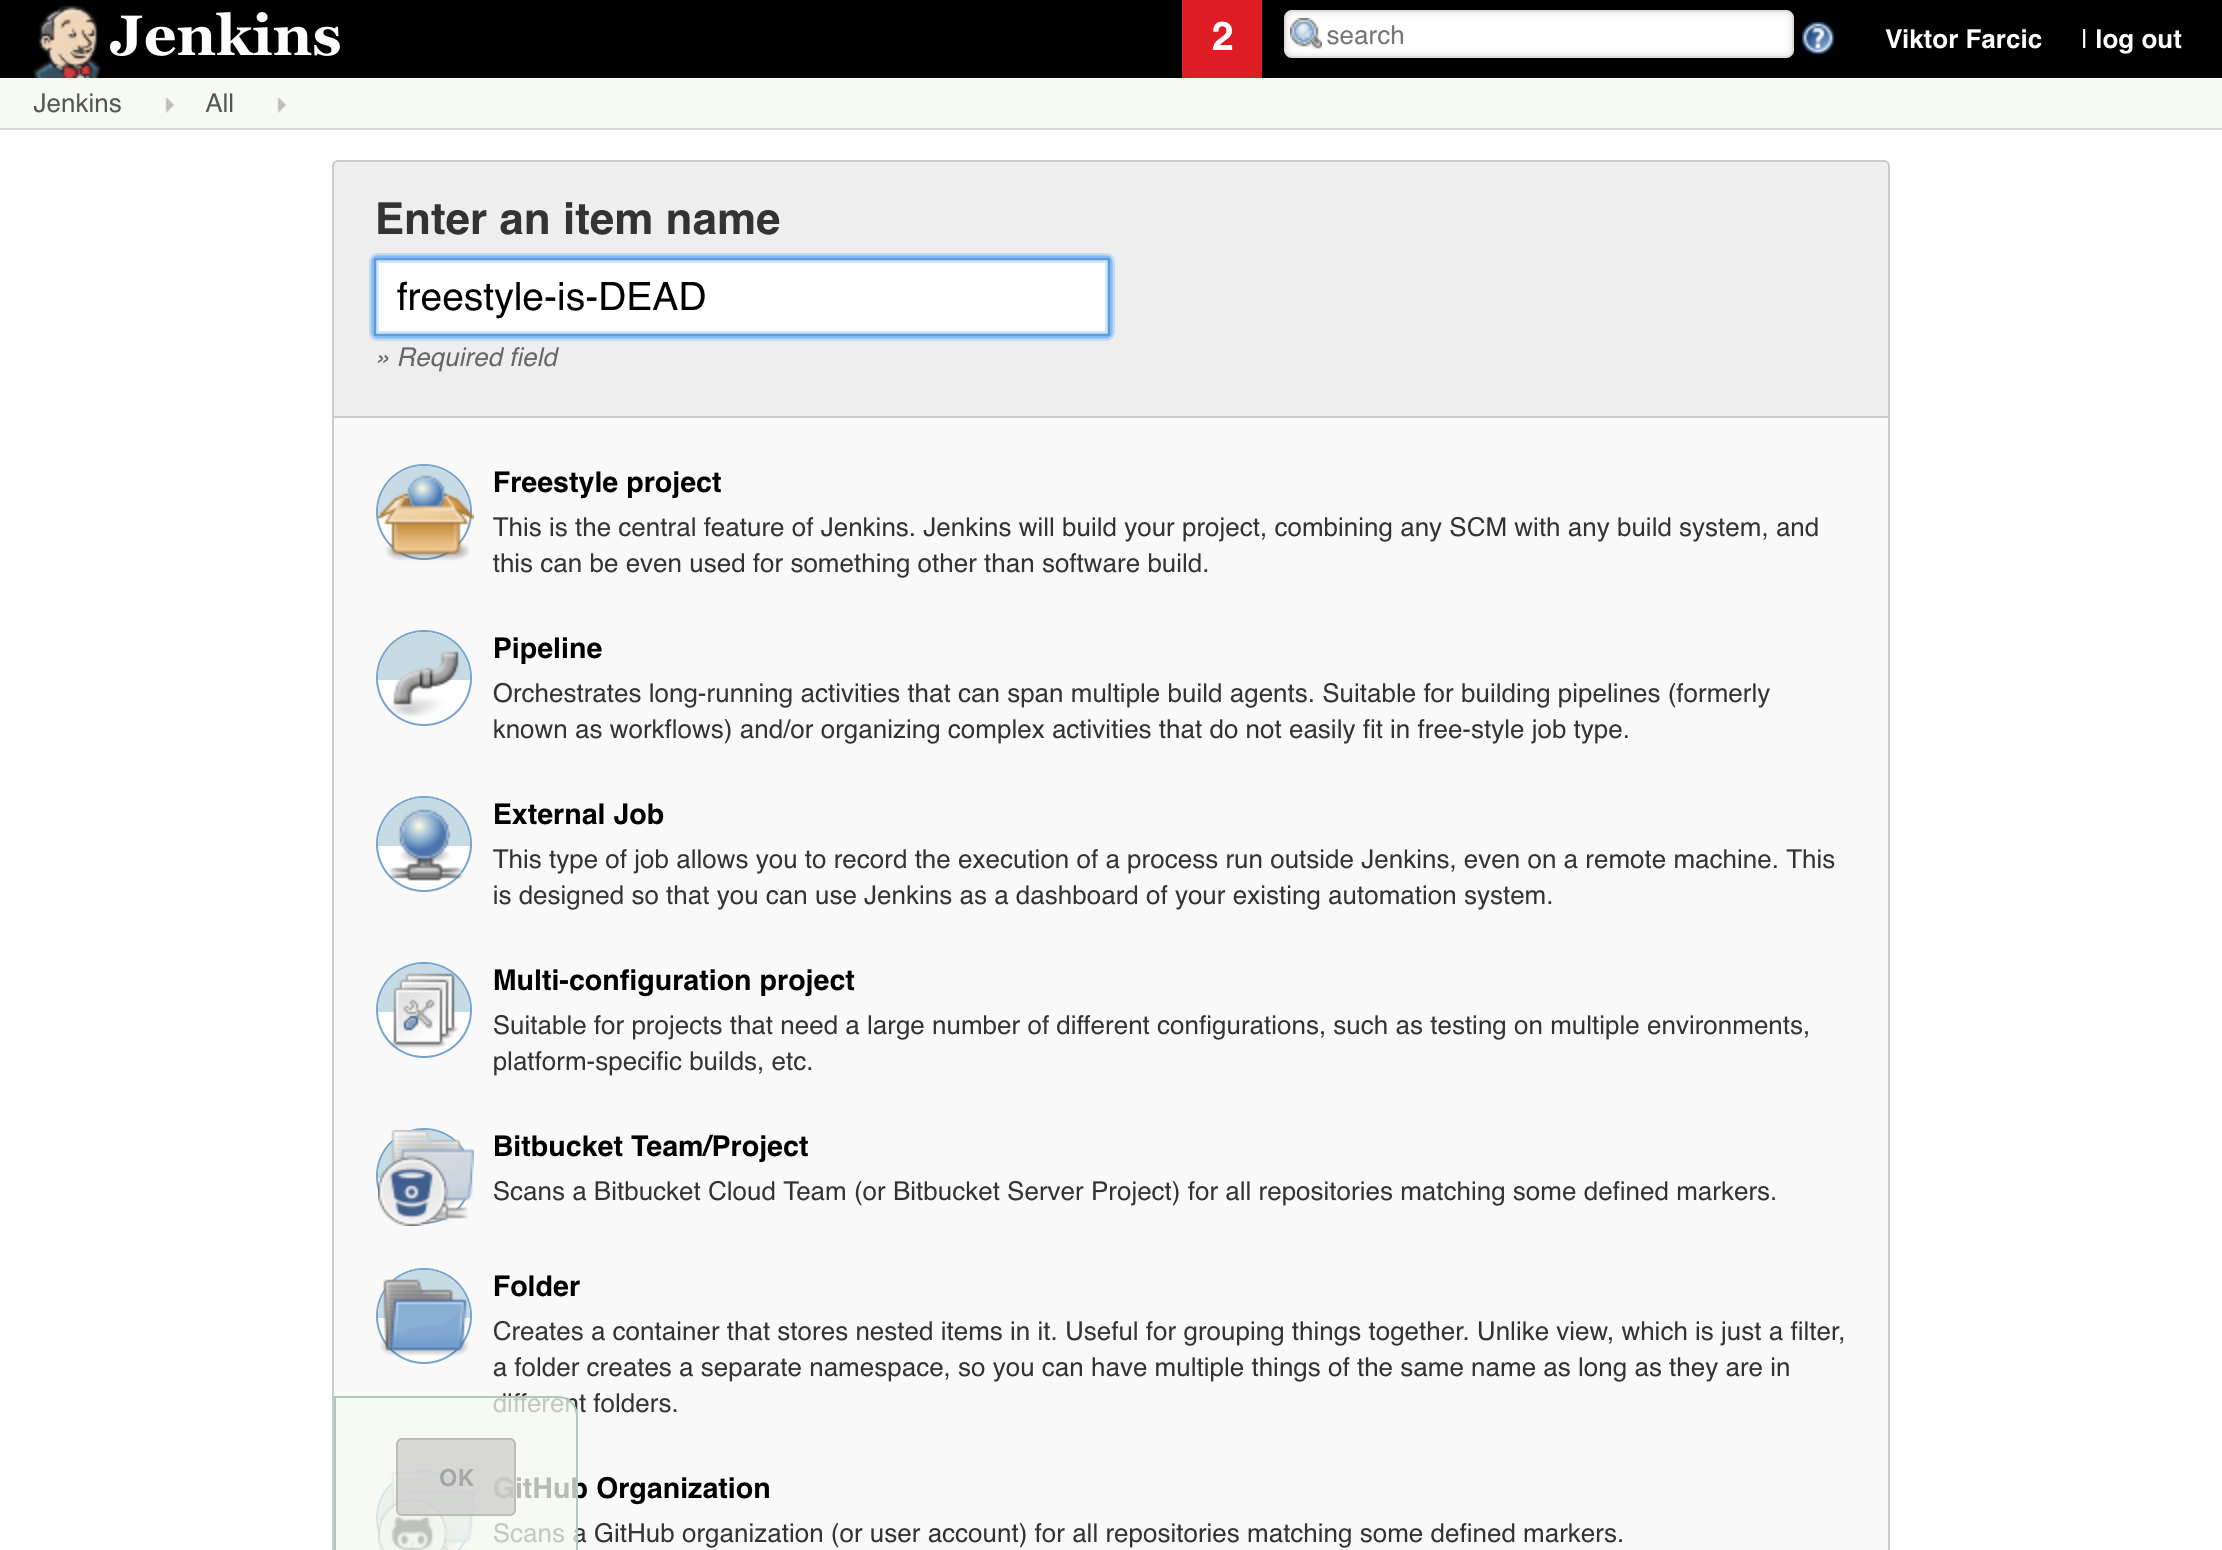 Jenkins
2
search
Viktor Farcic
| log out
Jenkins
All
Enter an item name
freestyle-is-DEAD
» Required field
Freestyle project
This is the central feature of Jenkins. Jenkins will build your project, combining any SCM with any build system, and
this can be even used for something other than software build.
Pipeline
Orchestrates long-running activities that can span multiple build agents. Suitable for building pipelines (formerly
known as workflows) and/or organizing complex activities that do not easily fit in free-style job type.
External Job
This type of job allows you to record the execution of a process run outside Jenkins, even on a remote machine. This
is designed so that you can use Jenkins as a dashboard of your existing automation system.
Multi-configuration project
Suitable for projects that need a large number of different configurations, such as testing on multiple environments,
platform-specific builds, etc.
Bitbucket Team/Project
Scans a Bitbucket Cloud Team (or Bitbucket Server Project) for all repositories matching some defined markers.
Folder
Creates a container that stores nested items in it. Useful for grouping things together. Unlike view, which is just a filter,
a folder creates a separate namespace, so you can have multiple things of the same name as long as they are in
different folders.
OK
GitHub Organization
Scans a GitHub organization (or user account) for all repositories matching some defined markers.